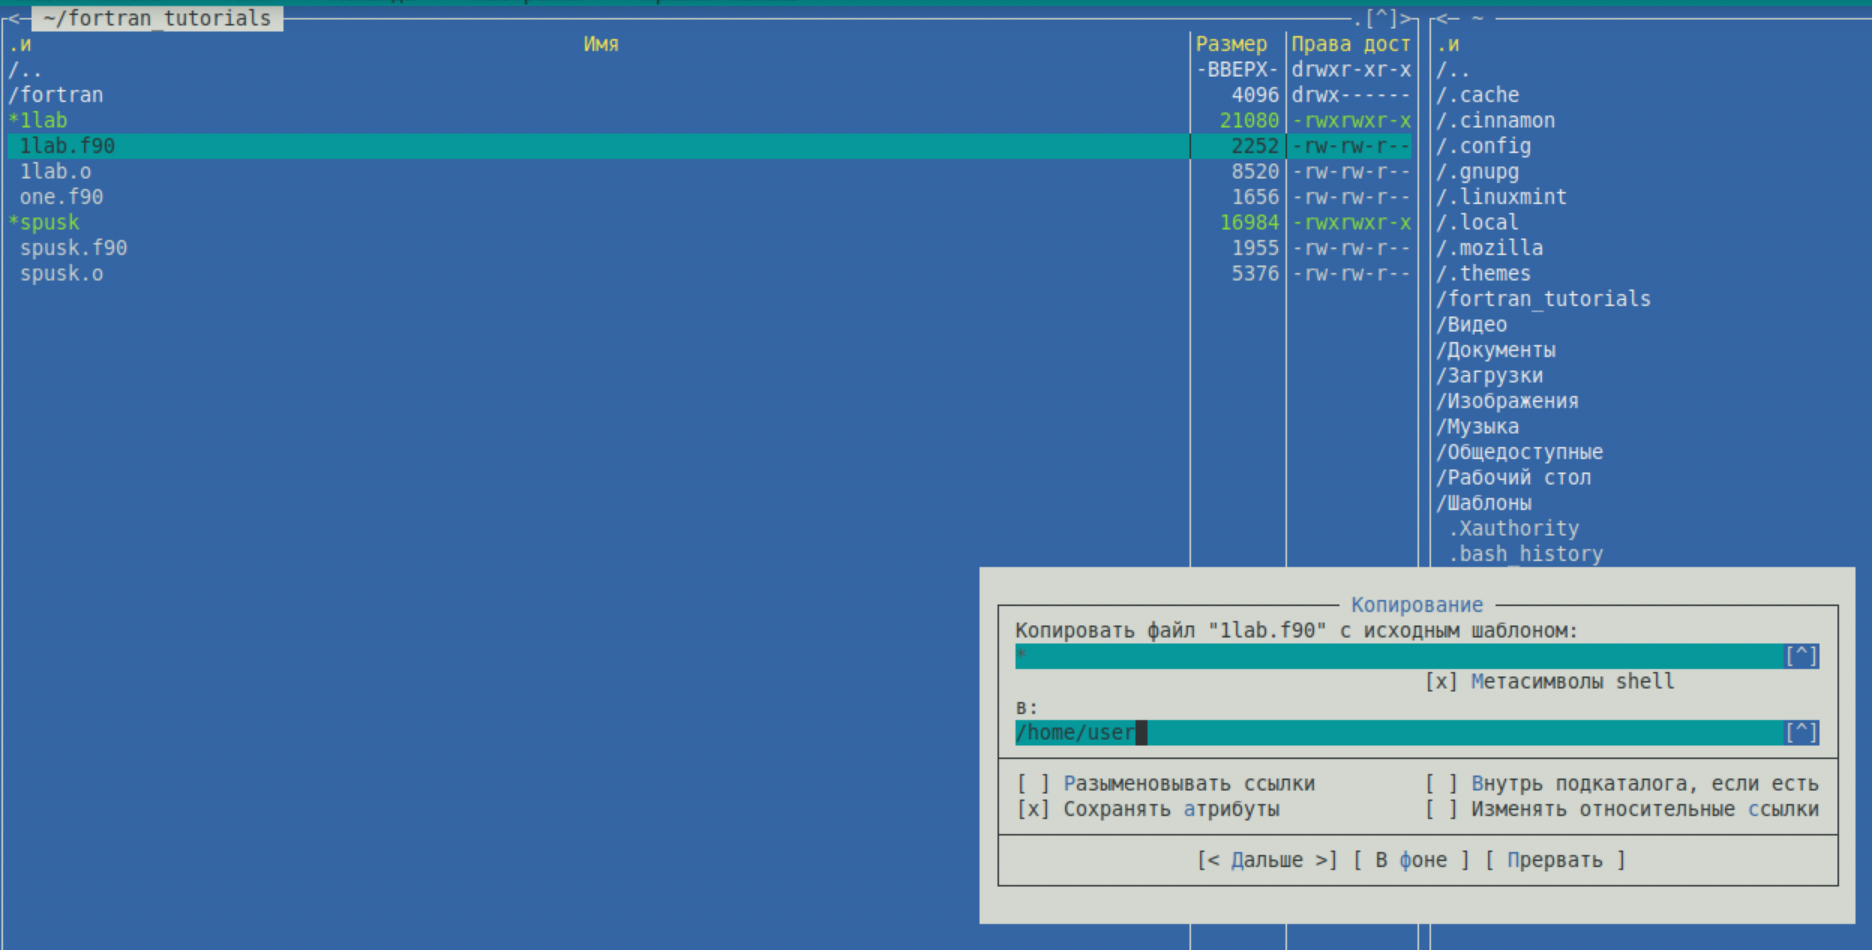 <─ ~/fortran_tutorials ─.[^]>
.и Имя Размер Права дост
/.. -ВВЕРХ- drwxr-xr-x
/fortran 4096 drwx------
*1lab 21080 -rwxrwxr-x
1lab.f90 2252 -rw-rw-r--
1lab.o 8520 -rw-rw-r--
one.f90 1656 -rw-rw-r--
*spusk 16984 -rwxrwxr-x
spusk.f90 1955 -rw-rw-r--
spusk.o 5376 -rw-rw-r--
<─ ~
.и
/..
/.cache
/.cinnamon
/.config
/.gnupg
/.linuxmint
/.local
/.mozilla
/.themes
/fortran_tutorials
/Видео
/Документы
/Загрузки
/Изображения
/Музыка
/Общедоступные
/Рабочий стол
/Шаблоны
.Xauthority
.bash_history
Копирование
Копировать файл "1lab.f90" с исходным шаблоном:
* [^]
[x] Метасимволы shell
в:
/home/user [^]
[ ] Разыменовывать ссылки [ ] Внутрь подкаталога, если есть
[x] Сохранять атрибуты [ ] Изменять относительные ссылки
[< Дальше >] [ В фоне ] [ Прервать ]